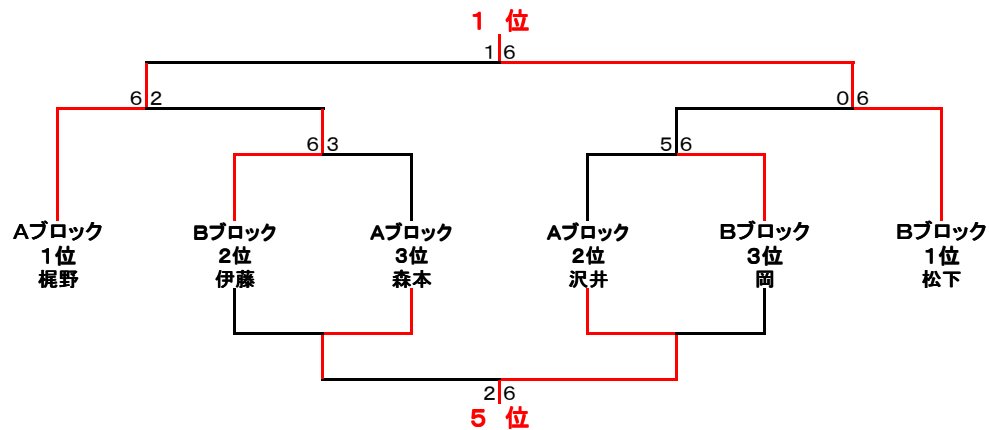 1 位
1 6
6 2
0 6
6 3
5 6
Aブロック
1位
梶野
Bブロック
2位
伊藤
Aブロック
3位
森本
Aブロック
2位
沢井
Bブロック
3位
岡
Bブロック
1位
松下
2 6
5 位